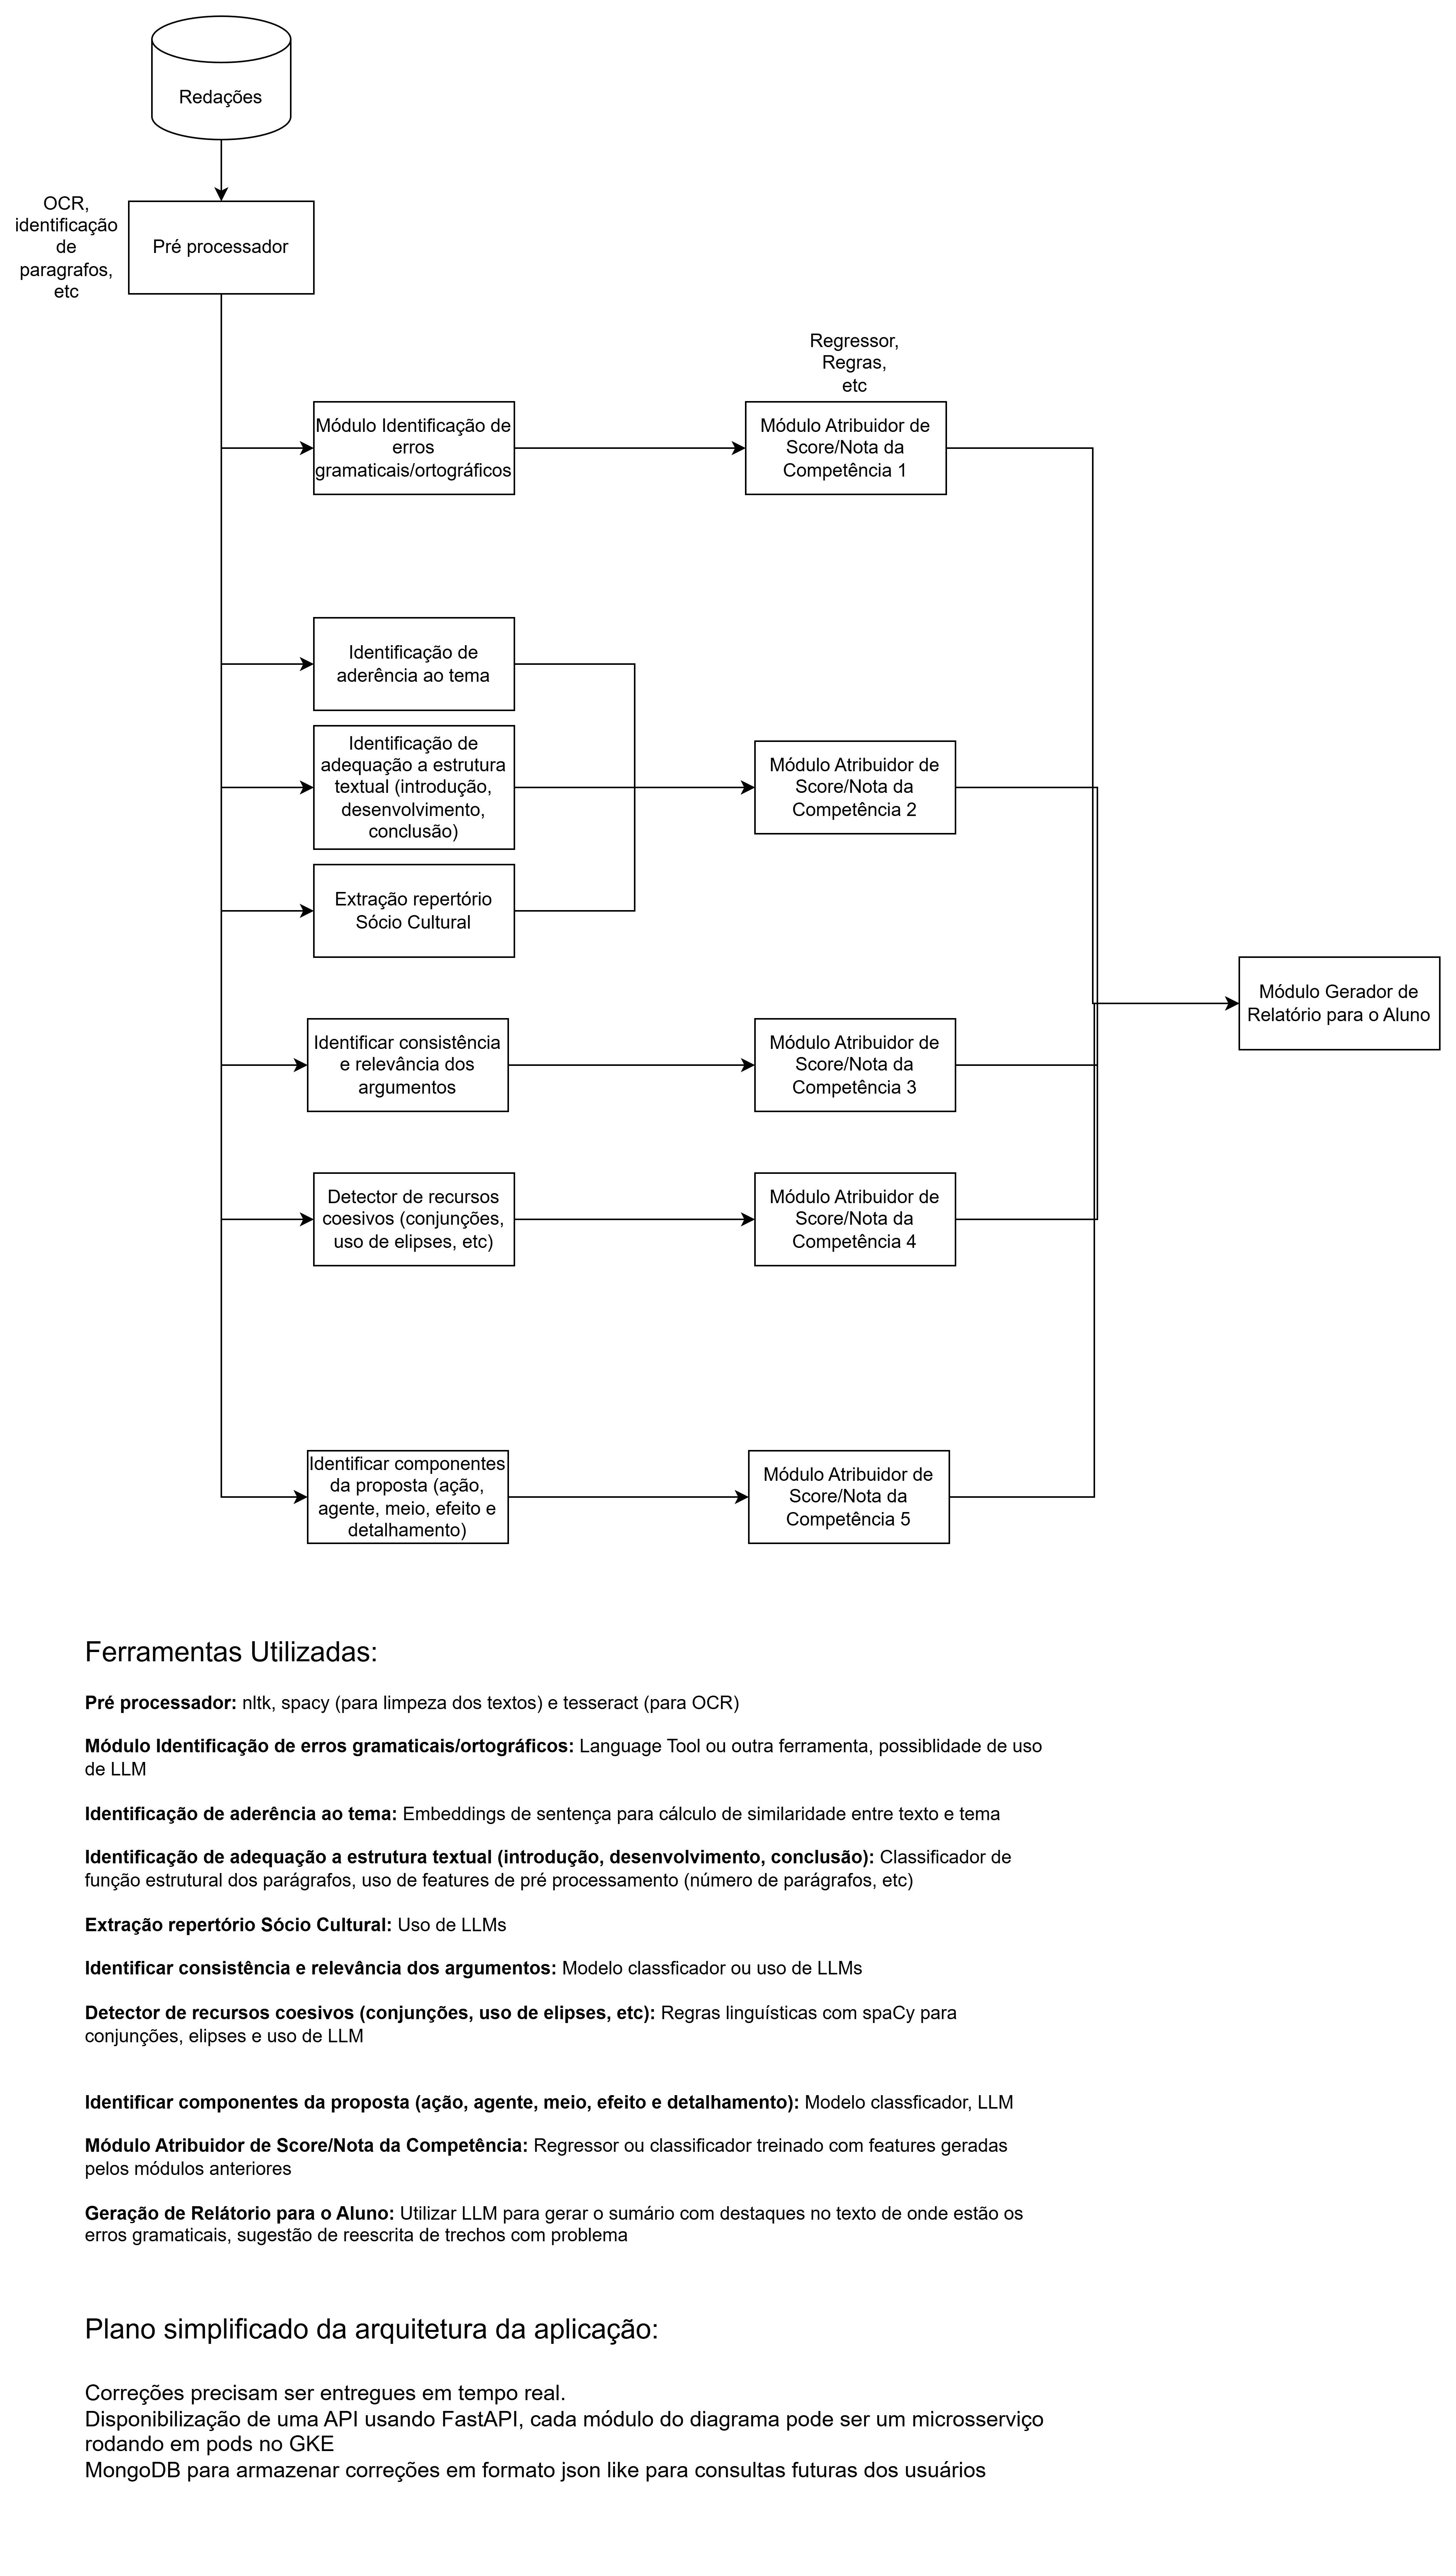 Redações
OCR,
identificação
de
paragrafos,
etc
Pré processador
Regressor,
Regras,
etc
Módulo Identificação de
erros
gramaticais/ortográficos
Módulo Atribuidor de
Score/Nota da
Competência 1
Identificação de
aderência ao tema
Identificação de
adequação a estrutura
textual (introdução,
desenvolvimento,
conclusão)
Módulo Atribuidor de
Score/Nota da
Competência 2
Extração repertório
Sócio Cultural
Módulo Gerador de
Relatório para o Aluno
Identificar consistência
e relevância dos
argumentos
Módulo Atribuidor de
Score/Nota da
Competência 3
Detector de recursos
coesivos (conjunções,
uso de elipses, etc)
Módulo Atribuidor de
Score/Nota da
Competência 4
Identificar componentes
da proposta (ação,
agente, meio, efeito e
detalhamento)
Módulo Atribuidor de
Score/Nota da
Competência 5
Ferramentas Utilizadas:
Pré processador: nltk, spacy (para limpeza dos textos) e tesseract (para OCR)
Módulo Identificação de erros gramaticais/ortográficos: Language Tool ou outra ferramenta, possiblidade de uso
de LLM
Identificação de aderência ao tema: Embeddings de sentença para cálculo de similaridade entre texto e tema
Identificação de adequação a estrutura textual (introdução, desenvolvimento, conclusão): Classificador de
função estrutural dos parágrafos, uso de features de pré processamento (número de parágrafos, etc)
Extração repertório Sócio Cultural: Uso de LLMs
Identificar consistência e relevância dos argumentos: Modelo classficador ou uso de LLMs
Detector de recursos coesivos (conjunções, uso de elipses, etc): Regras linguísticas com spaCy para
conjunções, elipses e uso de LLM
Identificar componentes da proposta (ação, agente, meio, efeito e detalhamento): Modelo classficador, LLM
Módulo Atribuidor de Score/Nota da Competência: Regressor ou classificador treinado com features geradas
pelos módulos anteriores
Geração de Relátorio para o Aluno: Utilizar LLM para gerar o sumário com destaques no texto de onde estão os
erros gramaticais, sugestão de reescrita de trechos com problema
Plano simplificado da arquitetura da aplicação:
Correções precisam ser entregues em tempo real.
Disponibilização de uma API usando FastAPI, cada módulo do diagrama pode ser um microsserviço
rodando em pods no GKE
MongoDB para armazenar correções em formato json like para consultas futuras dos usuários